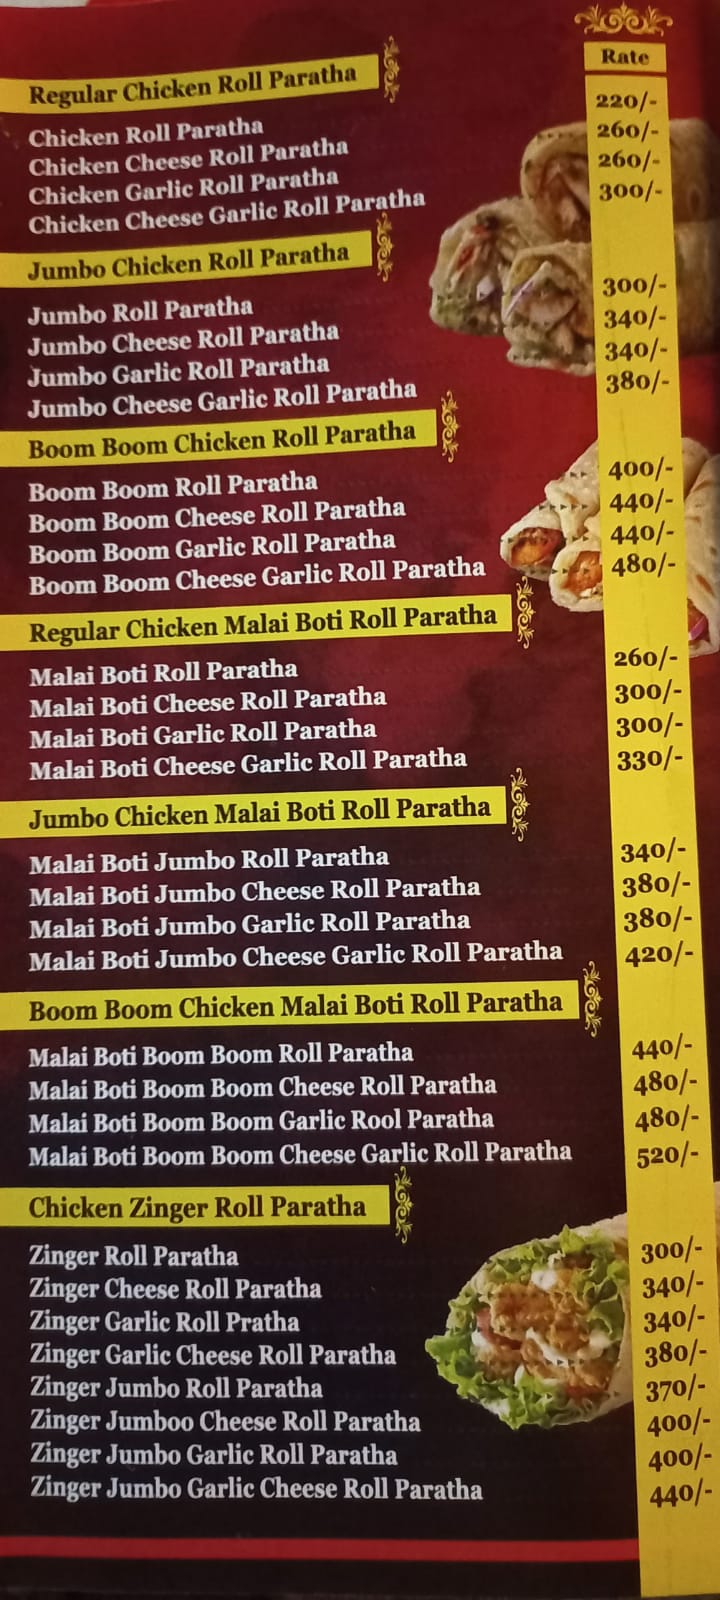 Rate
Regular Chicken Roll Paratha
Chicken Roll Paratha 220/-
Chicken Cheese Roll Paratha 260/-
Chicken Garlic Roll Paratha 260/-
Chicken Cheese Garlic Roll Paratha 300/-
Jumbo Chicken Roll Paratha
Jumbo Roll Paratha 300/-
Jumbo Cheese Roll Paratha 340/-
Jumbo Garlic Roll Paratha 340/-
Jumbo Cheese Garlic Roll Paratha 380/-
Boom Boom Chicken Roll Paratha
Boom Boom Roll Paratha 400/-
Boom Boom Cheese Roll Paratha 440/-
Boom Boom Garlic Roll Paratha 440/-
Boom Boom Cheese Garlic Roll Paratha 480/-
Regular Chicken Malai Boti Roll Paratha
Malai Boti Roll Paratha 260/-
Malai Boti Cheese Roll Paratha 300/-
Malai Boti Garlic Roll Paratha 300/-
Malai Boti Cheese Garlic Roll Paratha 330/-
Jumbo Chicken Malai Boti Roll Paratha
Malai Boti Jumbo Roll Paratha 340/-
Malai Boti Jumbo Cheese Roll Paratha 380/-
Malai Boti Jumbo Garlic Roll Paratha 380/-
Malai Boti Jumbo Cheese Garlic Roll Paratha 420/-
Boom Boom Chicken Malai Boti Roll Paratha
Malai Boti Boom Boom Roll Paratha 440/-
Malai Boti Boom Boom Cheese Roll Paratha 480/-
Malai Boti Boom Boom Garlic Rool Paratha 480/-
Malai Boti Boom Boom Cheese Garlic Roll Paratha 520/-
Chicken Zinger Roll Paratha
Zinger Roll Paratha 300/-
Zinger Cheese Roll Paratha 340/-
Zinger Garlic Roll Pratha 340/-
Zinger Garlic Cheese Roll Paratha 380/-
Zinger Jumbo Roll Paratha 370/-
Zinger Jumboo Cheese Roll Paratha 400/-
Zinger Jumbo Garlic Roll Paratha 400/-
Zinger Jumbo Garlic Cheese Roll Paratha 440/-